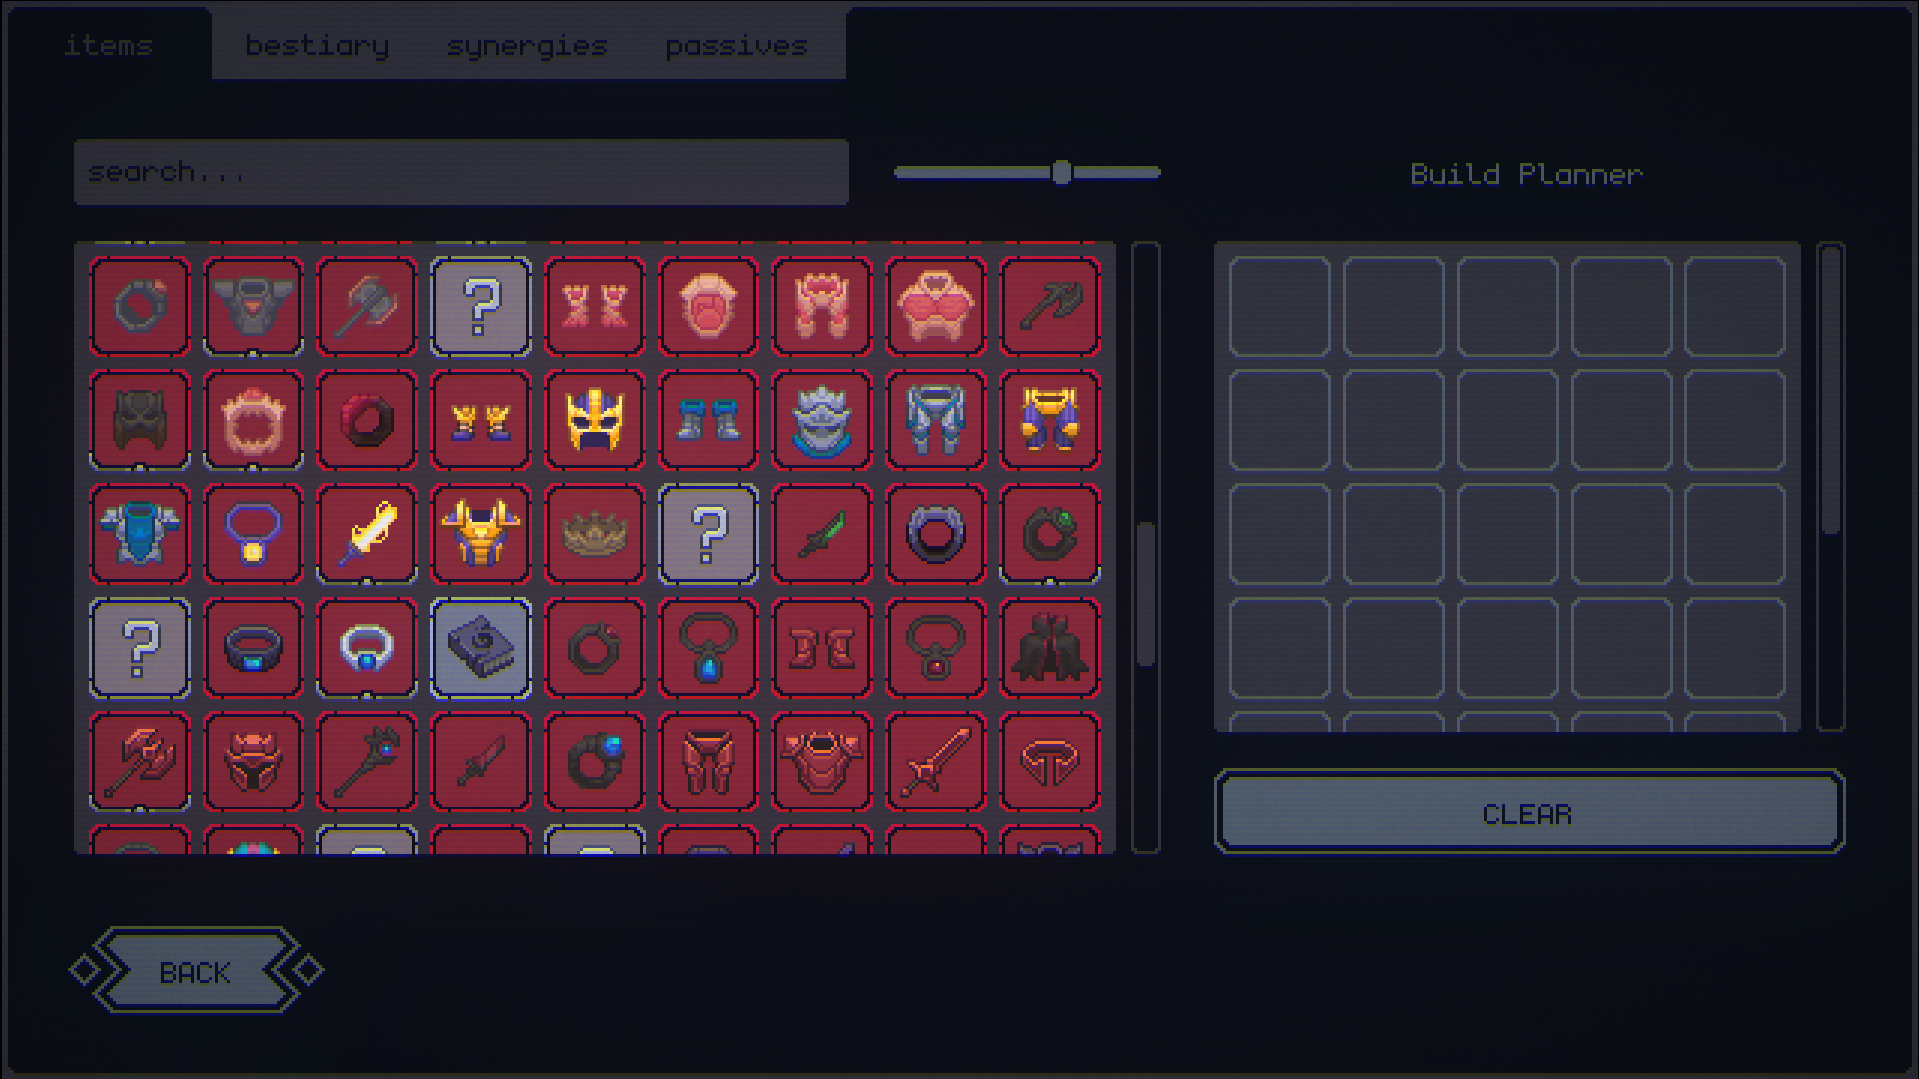 items
bestiary
synergies
passives
search...
Build Planner
?
?
?
CLEAR
BACK